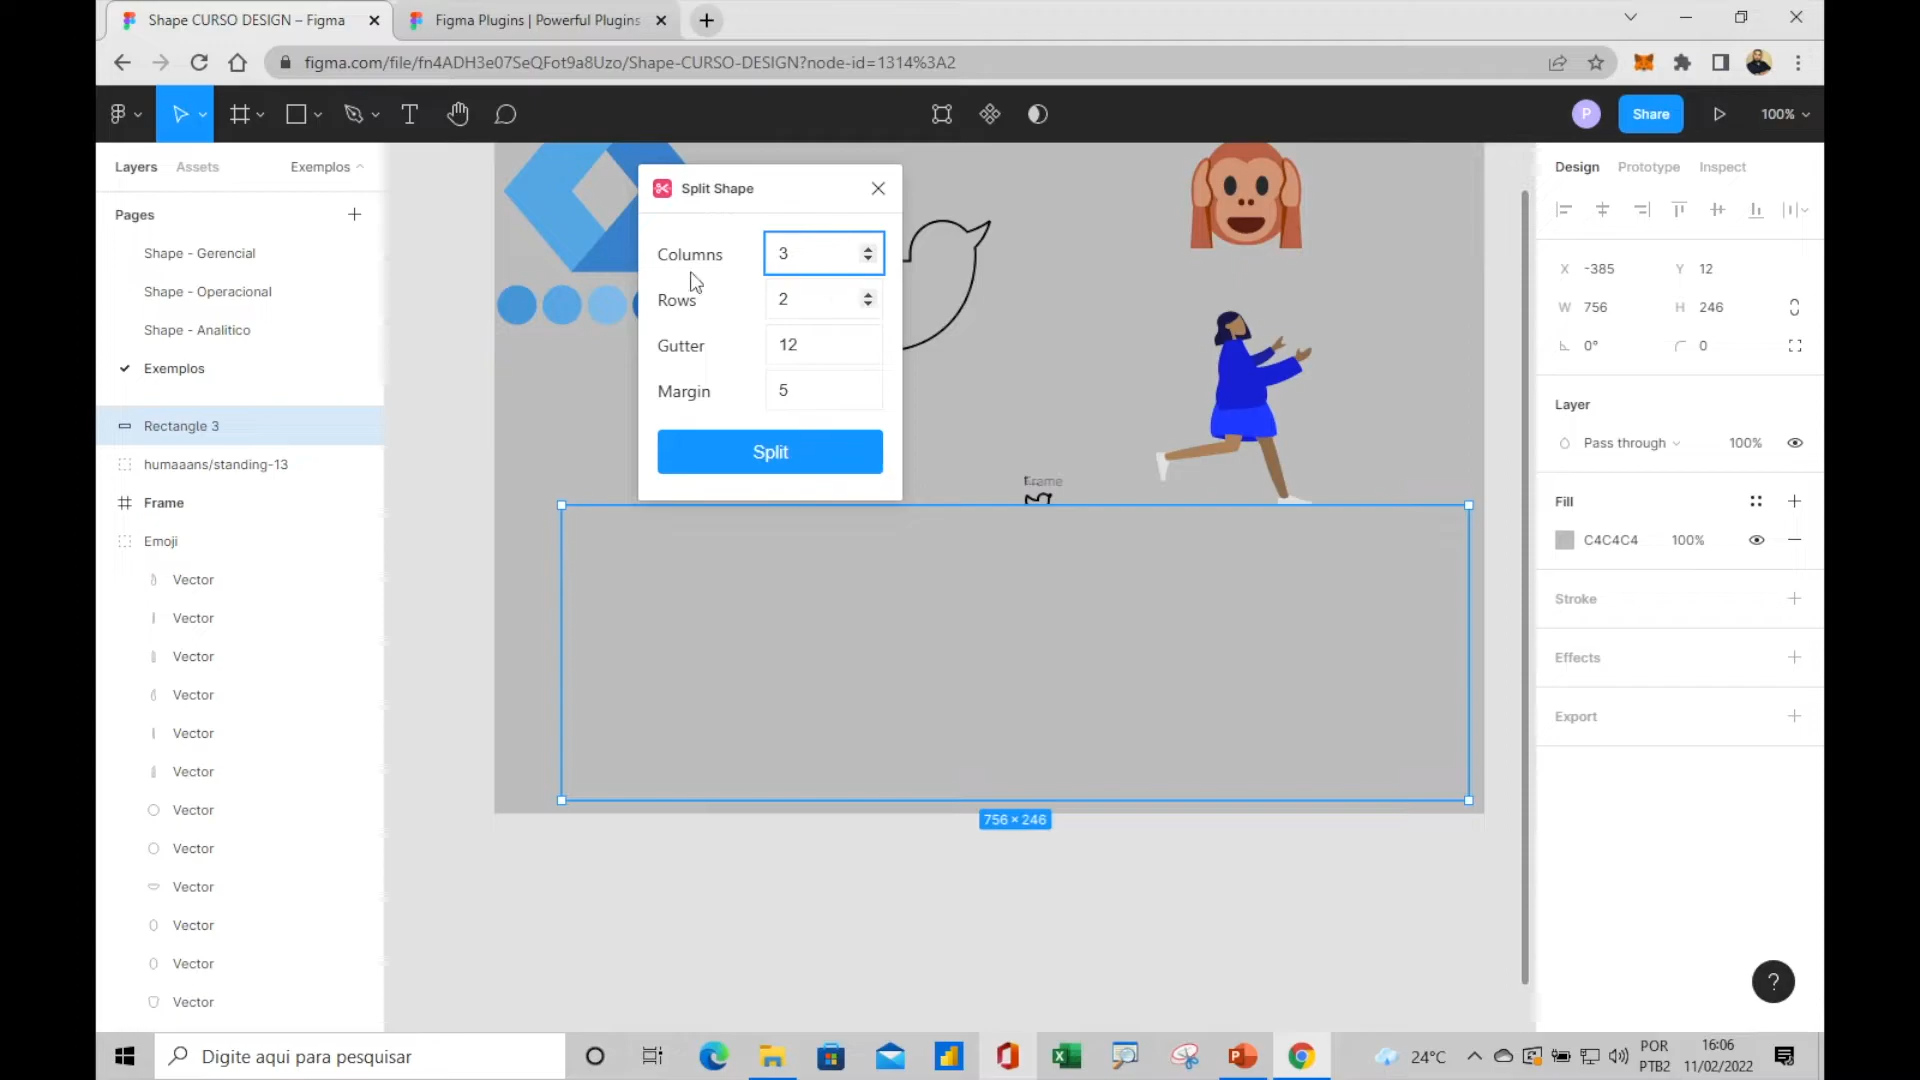 Shape CURSO DESIGN – Figma
Figma Plugins | Powerful Plugins
figma.com/file/fn4ADH3e07SeQFot9a8Uzo/Shape-CURSO-DESIGN?node-id=1314%3A2
P
Share
100%
Layers
Assets
Exemplos
Pages
Shape - Gerencial
Shape - Operacional
Shape - Analitico
Exemplos
Rectangle 3
humaaans/standing-13
Frame
Emoji
Vector
Vector
Vector
Vector
Vector
Vector
Vector
Vector
Vector
Vector
Vector
Vector
Split Shape
Columns 3
Rows 2
Gutter 12
Margin 5
Split
Frame
756 × 246
Design
Prototype
Inspect
X -385
Y 12
W 756
H 246
0°
0
Layer
Pass through
100%
Fill
C4C4C4
100%
Stroke
Effects
Export
?
Digite aqui para pesquisar
24°C
POR
PTB2
16:06
11/02/2022